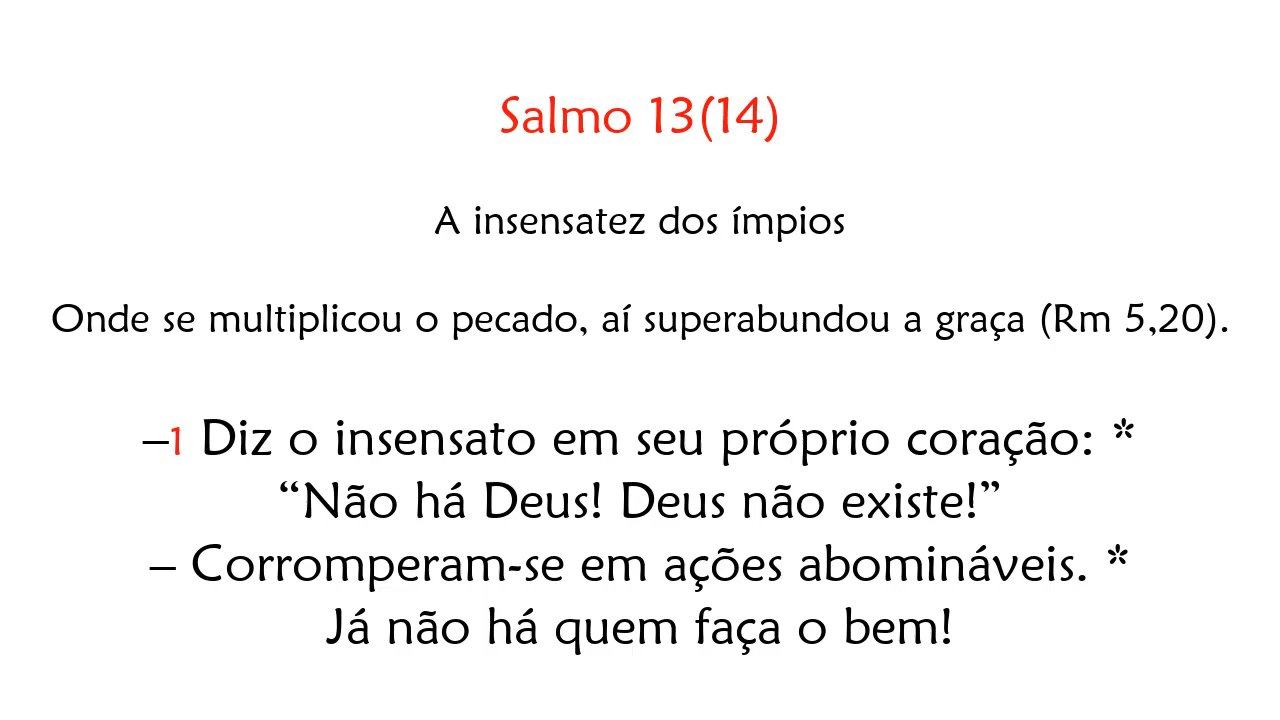 Salmo 13(14)
A insensatez dos ímpios
Onde se multiplicou o pecado, aí superabundou a graça (Rm 5,20).
–1 Diz o insensato em seu próprio coração: *
“Não há Deus! Deus não existe!”
– Corromperam-se em ações abomináveis. *
Já não há quem faça o bem!